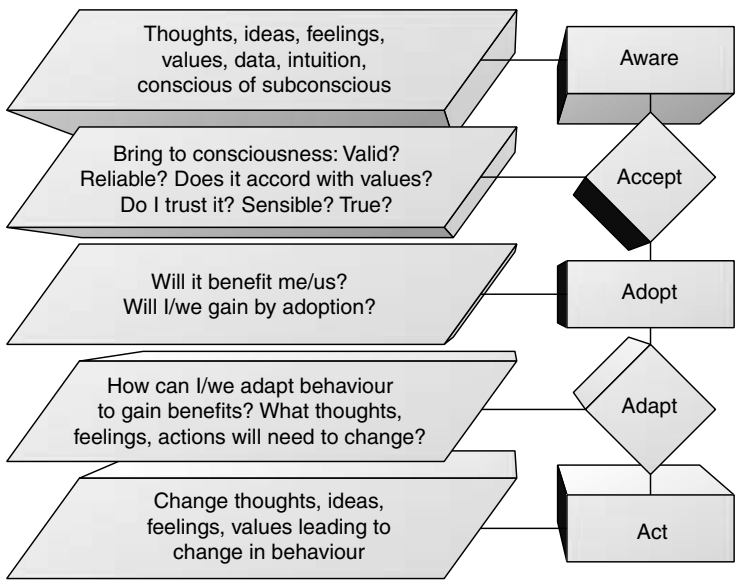 Thoughts, ideas, feelings,
values, data, intuition,
conscious of subconscious
Aware
Bring to consciousness: Valid?
Reliable? Does it accord with values?
Do I trust it? Sensible? True?
Accept
Will it benefit me/us?
Will I/we gain by adoption?
Adopt
How can I/we adapt behaviour
to gain benefits? What thoughts,
feelings, actions will need to change?
Adapt
Change thoughts, ideas,
feelings, values leading to
change in behaviour
Act